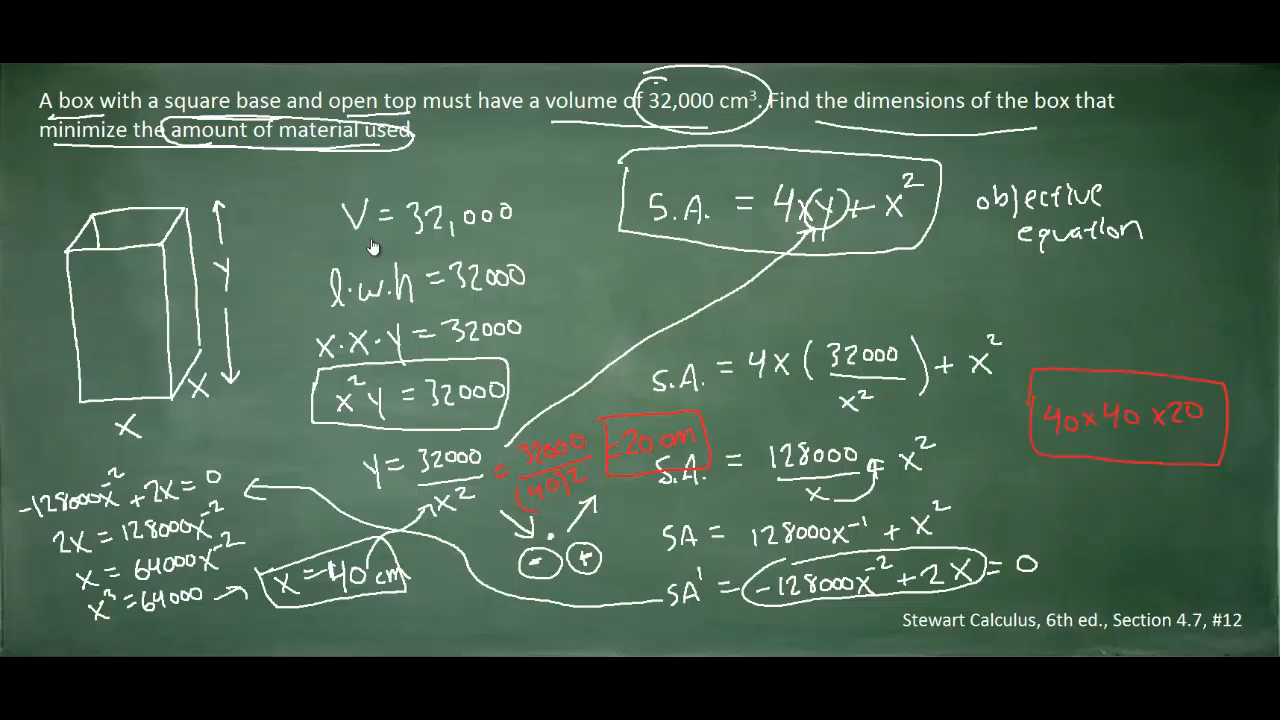 A box with a square base and open top must have a volume of 32,000 cm³. Find the dimensions of the box that
minimize the amount of material used.
Y
X
X
V = 32,000
l·w·h = 32000
x·x·y = 32000
x²y = 32000
y = 32000/x² = 32000/(40)² = 20 cm
S.A. = 4x(y) + x²
objective
equation
S.A. = 4x(32000/x²) + x²
S.A. = 128000/x + x²
SA = 128000x⁻¹ + x²
SA' = -128000x⁻² + 2x = 0
-128000x⁻² + 2x = 0
2x = 128000x⁻²
x = 64000x⁻²
x³ = 64000
x = 40 cm
- +
40 x 40 x 20
Stewart Calculus, 6th ed., Section 4.7, #12